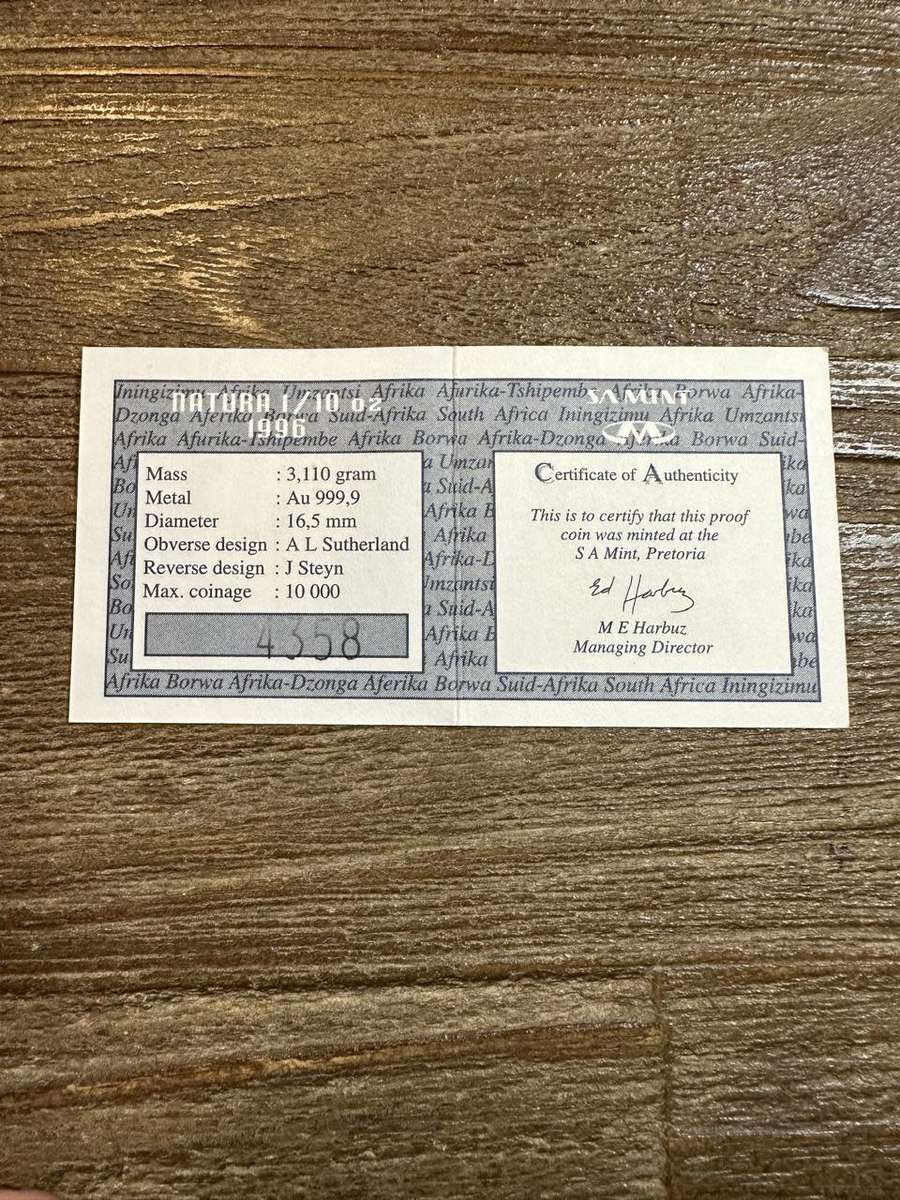 Iningizimu Afrika Umzantsi Afrika Afurika-Tshipembe Afrika Borwa Afrika-
NATURA 1/10 oz
SA MINT
Dzonga Aferika Borwa Suid-Afrika South Africa Iningizimu Afrika Umzantsi
1996
Afrika Afurika-Tshipembe Afrika Borwa Afrika-Dzonga Aferika Borwa Suid-
Mass : 3,110 gram
Metal : Au 999,9
Diameter : 16,5 mm
Obverse design : A L Sutherland
Reverse design : J Steyn
Max. coinage : 10 000
4358
Certificate of Authenticity
This is to certify that this proof
coin was minted at the
S A Mint, Pretoria
Ed Harbuz
M E Harbuz
Managing Director
Afrika Borwa Afrika-Dzonga Aferika Borwa Suid-Afrika South Africa Iningizimu